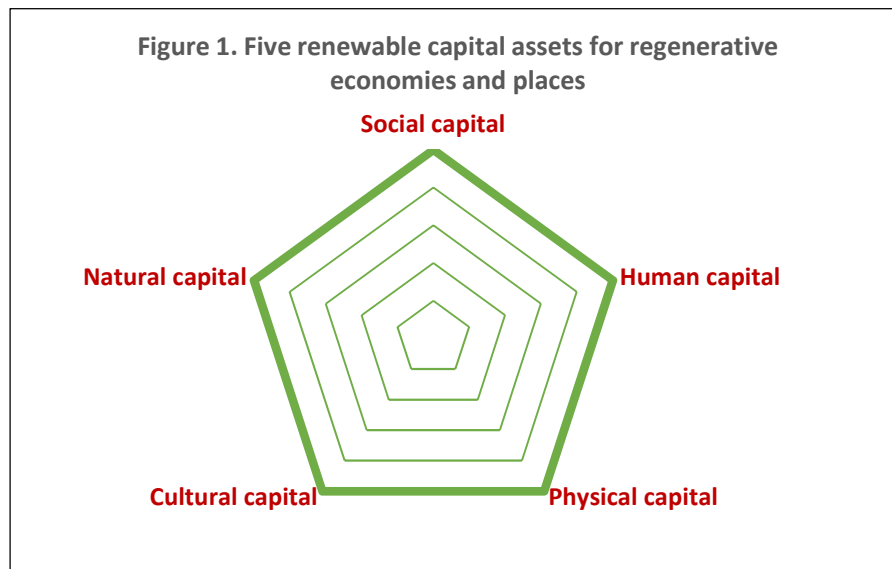 Figure 1. Five renewable capital assets for regenerative
economies and places
Social capital
Natural capital
Human capital
Cultural capital
Physical capital